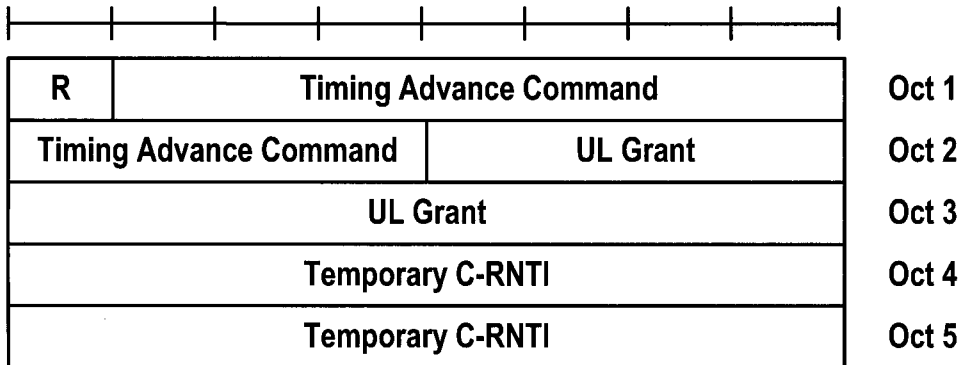 R Timing Advance Command Oct 1
Timing Advance Command UL Grant Oct 2
UL Grant Oct 3
Temporary C-RNTI Oct 4
Temporary C-RNTI Oct 5